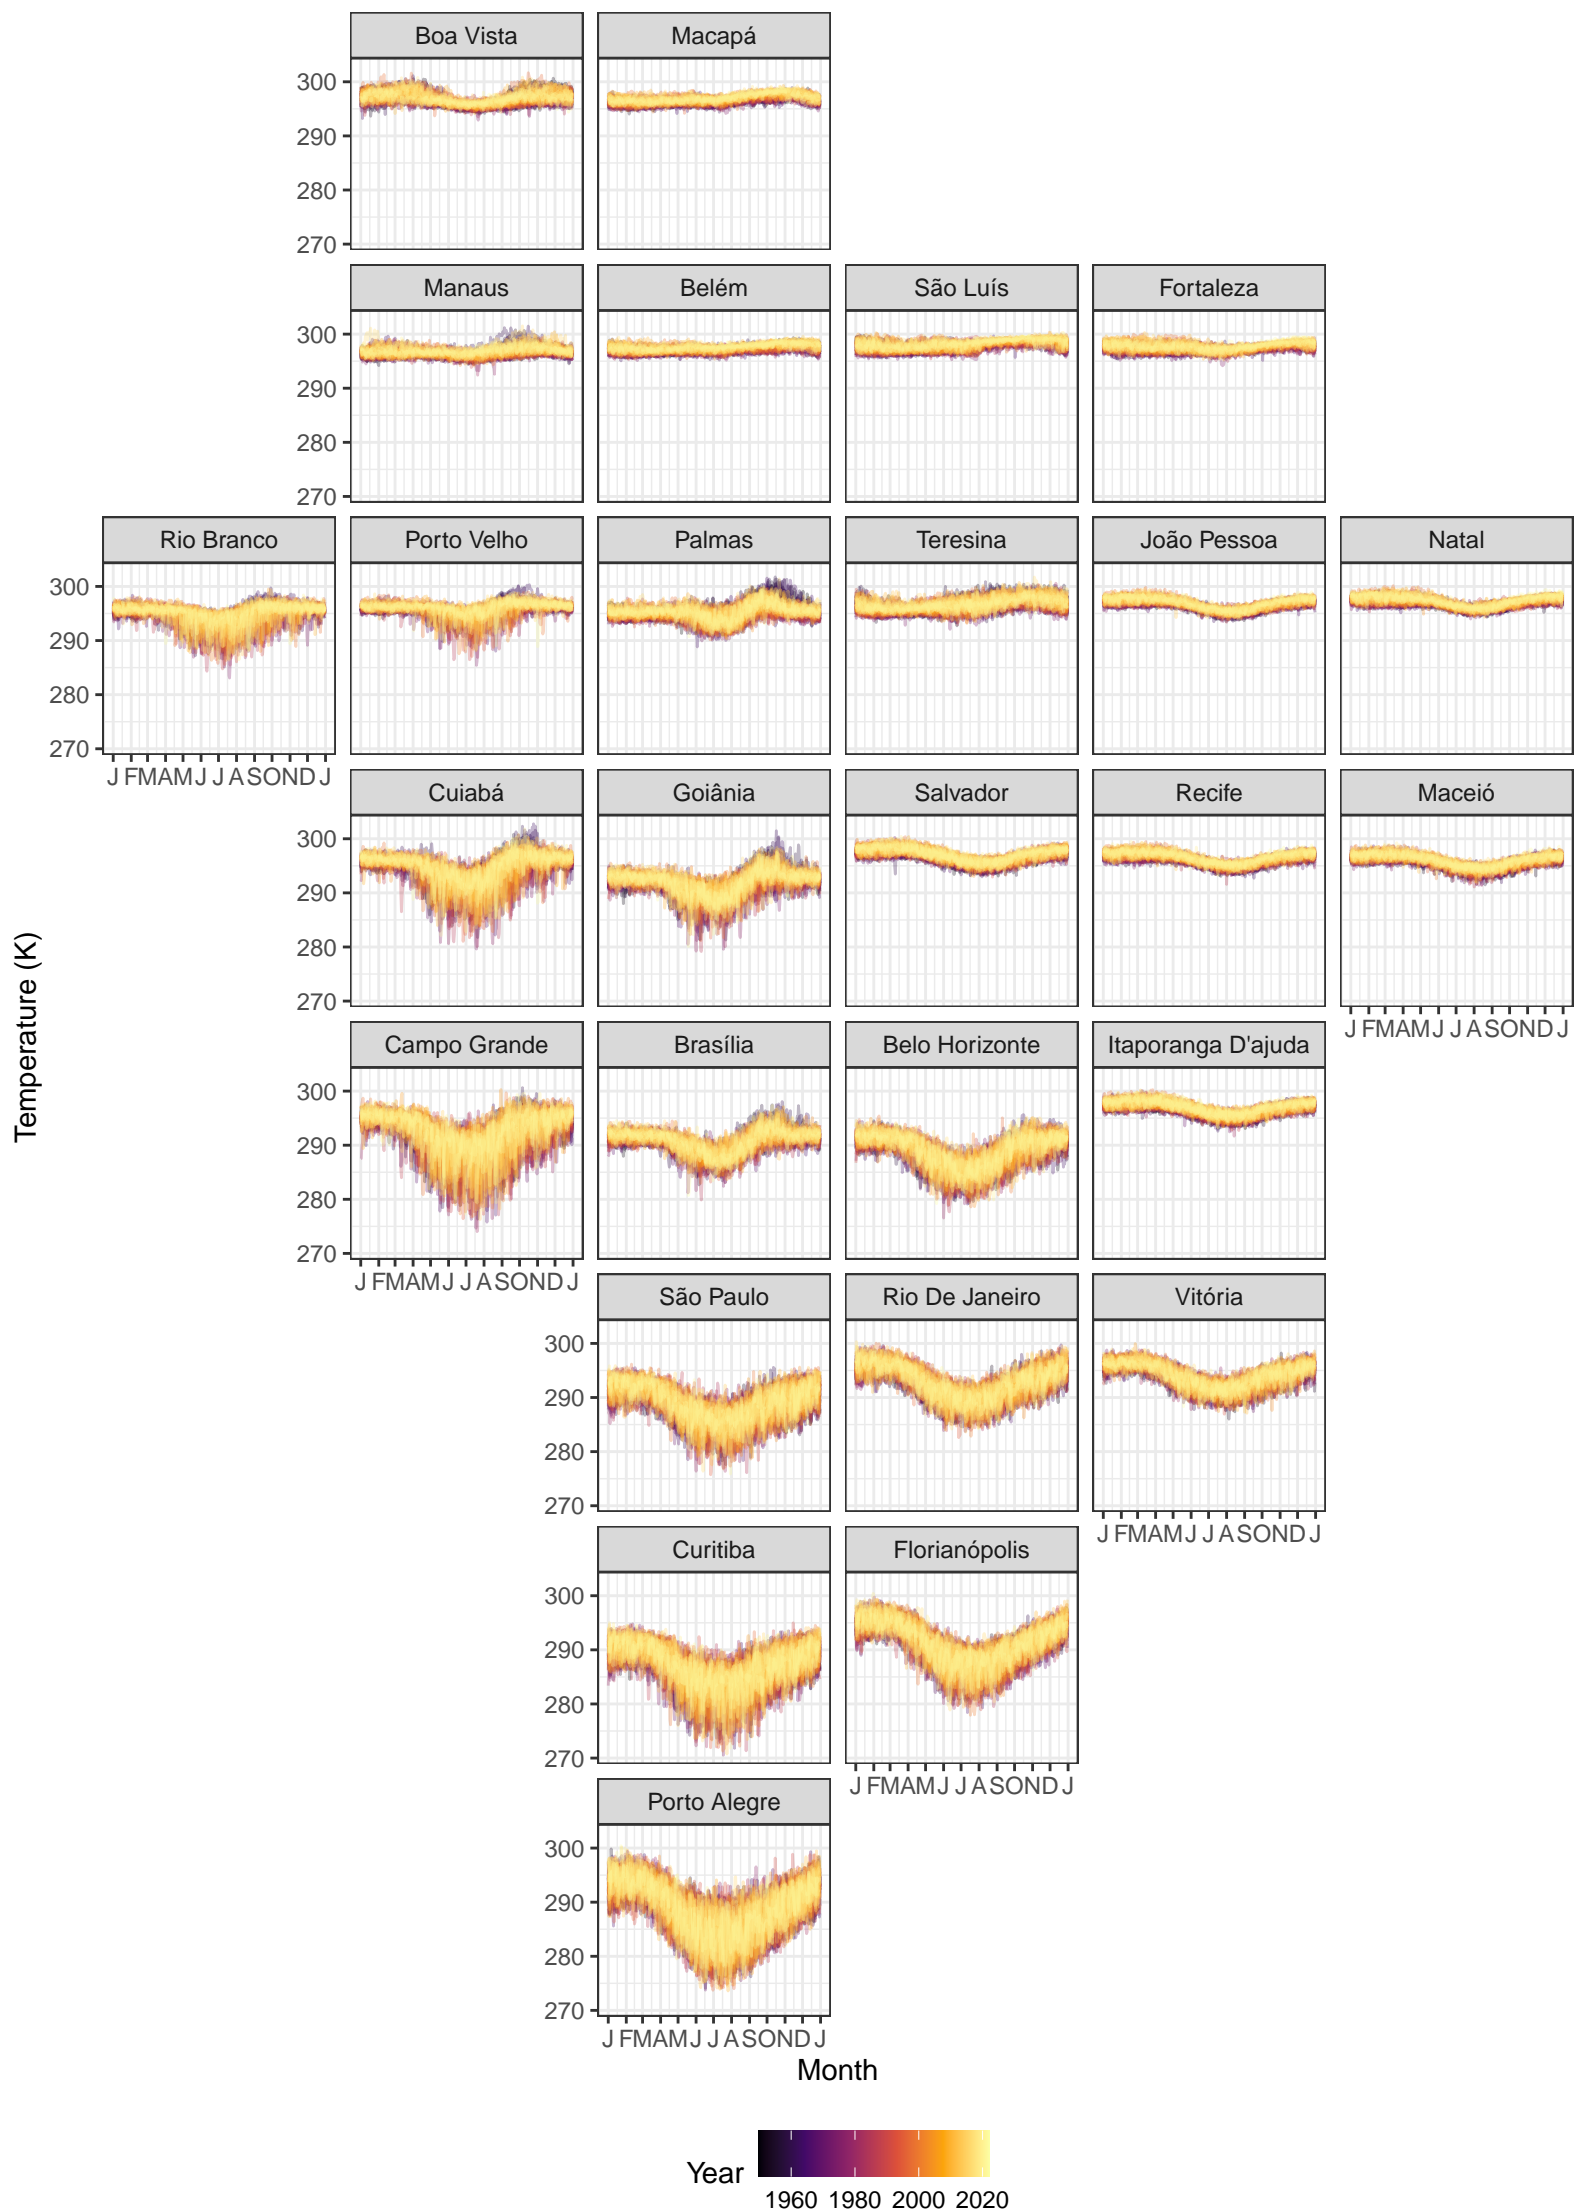 Boa Vista Macapá
300
290
280
270
Manaus Belém São Luís Fortaleza
300
290
280
270
Rio Branco Porto Velho Palmas Teresina João Pessoa Natal
300
290
280
270
J F M A M J J A S O N D J
Cuiabá Goiânia Salvador Recife Maceió
300
290
280
270
J F M A M J J A S O N D J
Temperature (K)
Campo Grande Brasília Belo Horizonte Itaporanga D'ajuda
300
290
280
270
J F M A M J J A S O N D J
São Paulo Rio De Janeiro Vitória
300
290
280
270
J F M A M J J A S O N D J
Curitiba Florianópolis
300
290
280
270
J F M A M J J A S O N D J
Porto Alegre
300
290
280
270
J F M A M J J A S O N D J
Month
Year
1960 1980 2000 2020